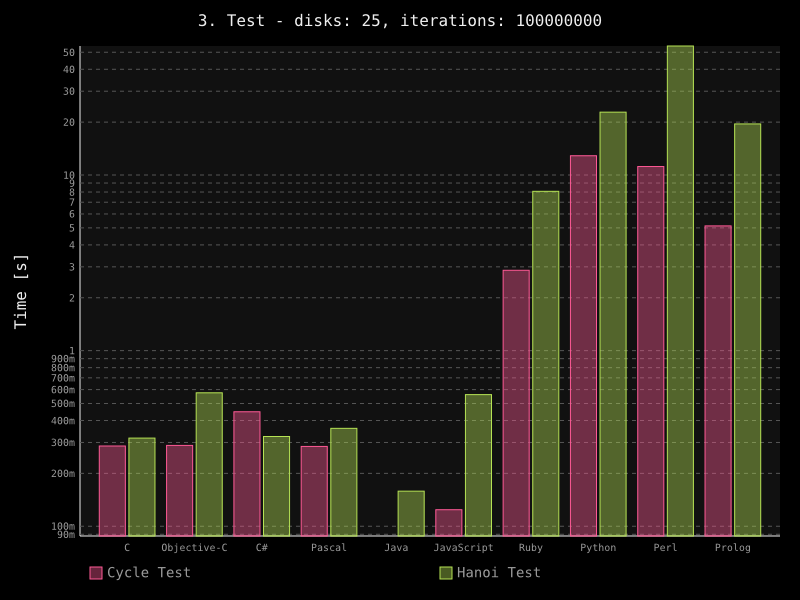 3. Test - disks: 25, iterations: 100000000
Time [s]
50
40
30
20
10
9
8
7
6
5
4
3
2
1
900m
800m
700m
600m
500m
400m
300m
200m
100m
90m
C Objective-C C# Pascal Java JavaScript Ruby Python Perl Prolog
Cycle Test Hanoi Test